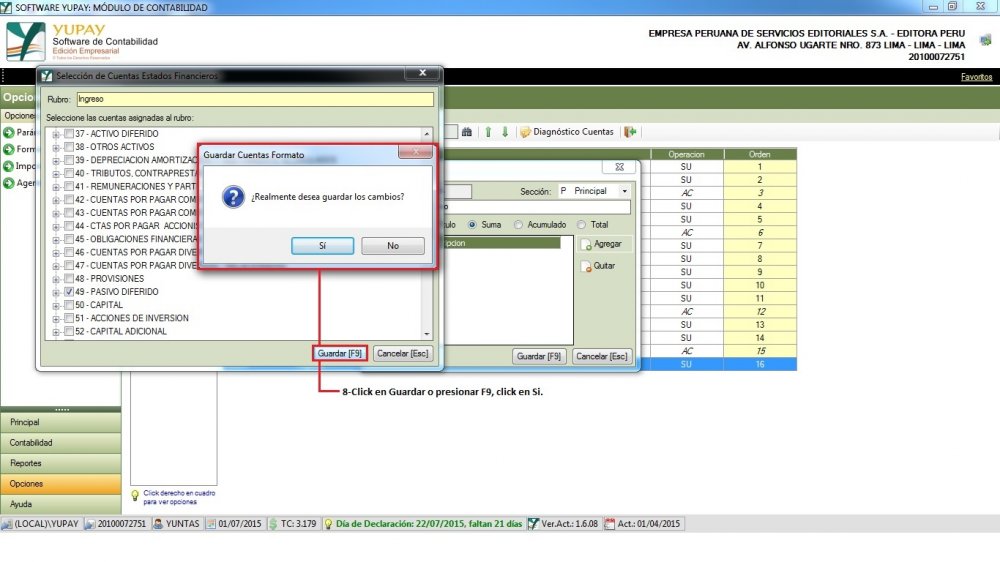 SOFTWARE YUPAY: MÓDULO DE CONTABILIDAD
YUPAY
Software de Contabilidad
Edición Empresarial
EMPRESA PERUANA DE SERVICIOS EDITORIALES S.A. - EDITORA PERU
AV. ALFONSO UGARTE NRO. 873 LIMA - LIMA - LIMA
20100072751
Favoritos
Selección de Cuentas Estados Financieros
Rubro: Ingreso
Seleccione las cuentas asignadas al rubro:
37 - ACTIVO DIFERIDO
38 - OTROS ACTIVOS
39 - DEPRECIACION AMORTIZAC
40 - TRIBUTOS, CONTRAPREST
41 - REMUNERACIONES Y PART
42 - CUENTAS POR PAGAR COM
43 - CUENTAS POR PAGAR COM
44 - CTAS POR PAGAR ACCIONI
45 - OBLIGACIONES FINANCIERA
46 - CUENTAS POR PAGAR DIVE
47 - CUENTAS POR PAGAR DIVE
48 - PROVISIONES
49 - PASIVO DIFERIDO
50 - CAPITAL
51 - ACCIONES DE INVERSION
52 - CAPITAL ADICIONAL
Guardar [F9] Cancelar [Esc]
Guardar Cuentas Formato
¿Realmente desea guardar los cambios?
Sí No
Opcio
Opciones
Pará
Form
Impo
Agen
Diagnóstico Cuentas
Sección: P Principal
ulo Suma Acumulado Total
pcion
Agregar
Quitar
Guardar [F9] Cancelar [Esc]
Operacion Orden
SU 1
SU 2
AC 3
SU 4
SU 5
AC 6
SU 7
SU 8
SU 9
SU 10
SU 11
AC 12
SU 13
SU 14
AC 15
SU 16
8-Click en Guardar o presionar F9, click en Si.
Principal
Contabilidad
Reportes
Opciones
Ayuda
Click derecho en cuadro
para ver opciones
(LOCAL)\YUPAY 20100072751 YUNTAS 01/07/2015 TC: 3.179 Día de Declaración: 22/07/2015, faltan 21 días Ver.Act.: 1.6.08 Act.: 01/04/2015